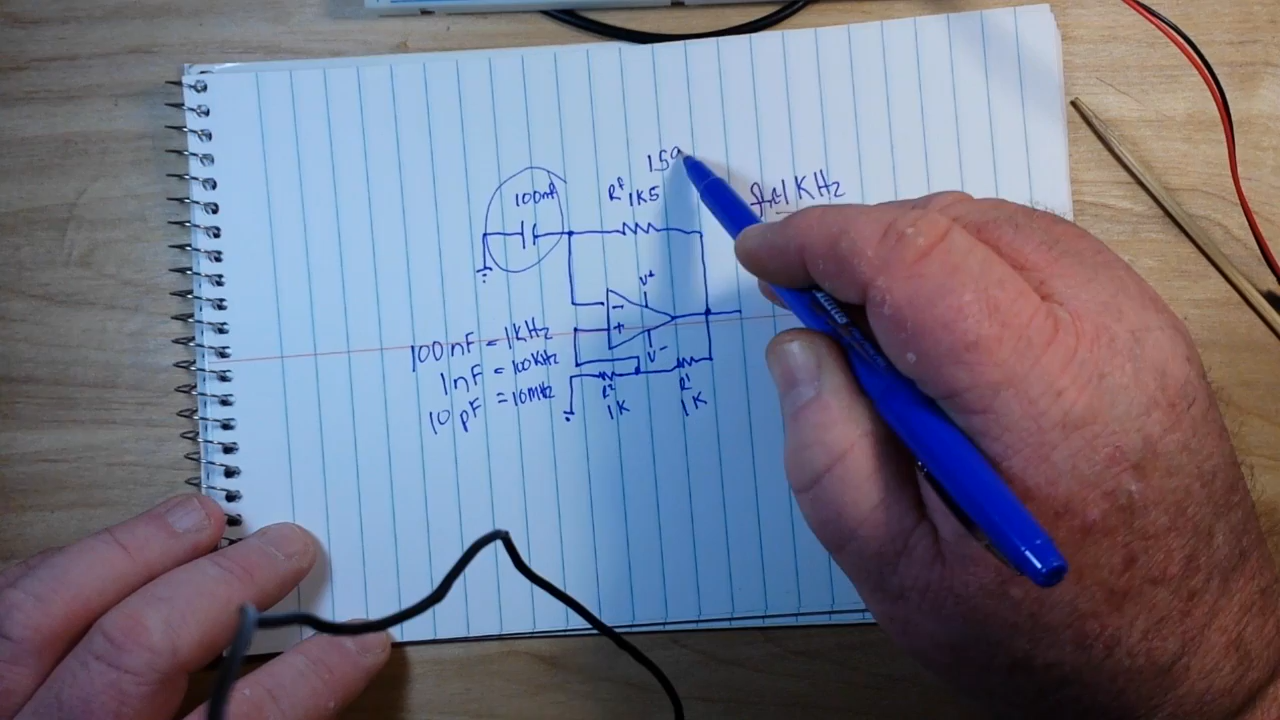 150
100nf
Rf 1K5
1KHz
V+
-
+
V-
100nF = 1KHz
1nF = 100KHz
10pF = 10mHz
R2
1K
R1
1K